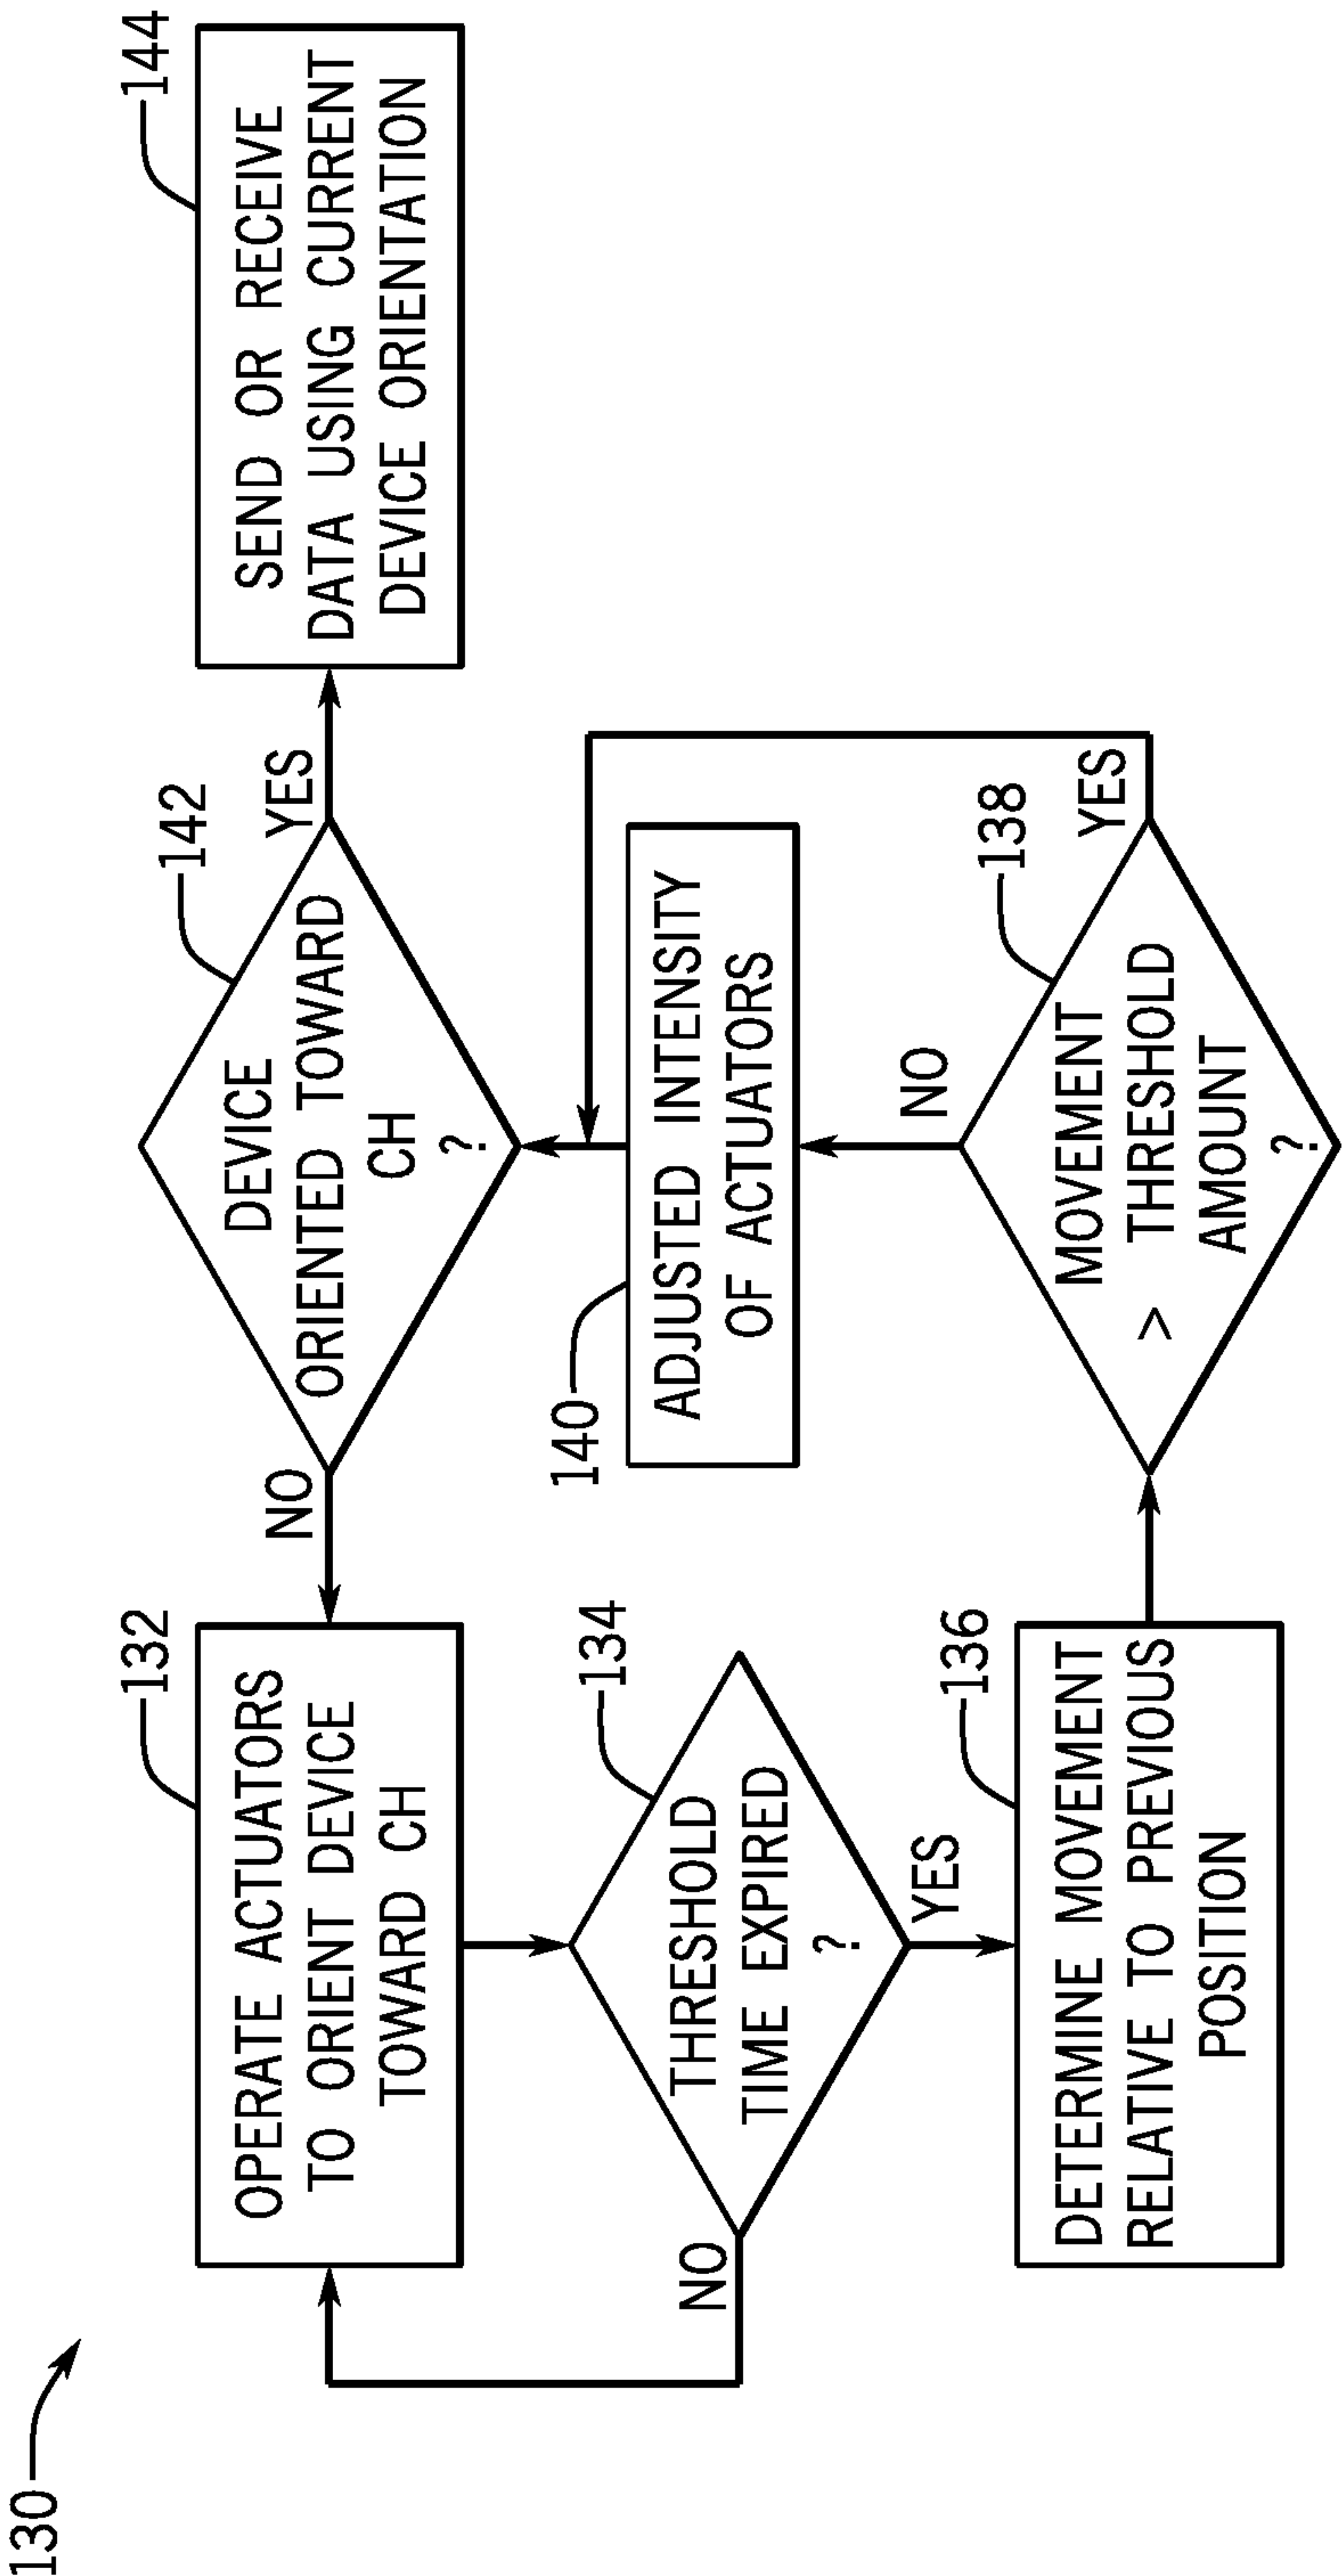 130
132
OPERATE ACTUATORS
TO ORIENT DEVICE
TOWARD CH
NO
134
THRESHOLD
TIME EXPIRED
?
YES
136
DETERMINE MOVEMENT
RELATIVE TO PREVIOUS
POSITION
138
MOVEMENT
> THRESHOLD
AMOUNT
?
NO
YES
140
ADJUSTED INTENSITY
OF ACTUATORS
142
DEVICE
ORIENTED TOWARD
CH
?
NO
YES
144
SEND OR RECEIVE
DATA USING CURRENT
DEVICE ORIENTATION